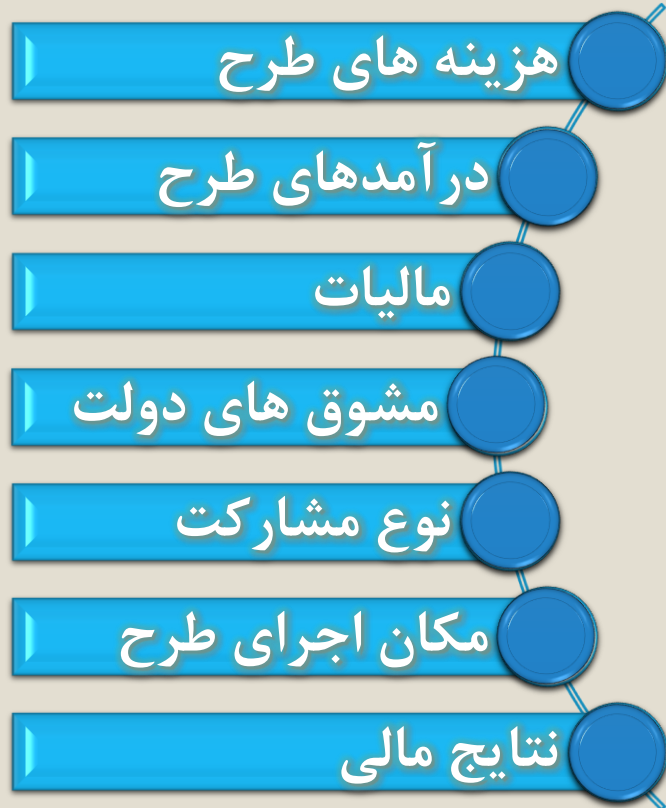 هزینه های طرح
درآمدهای طرح
مالیات
مشوق های دولت
نوع مشارکت
مکان اجرای طرح
نتایج مالی